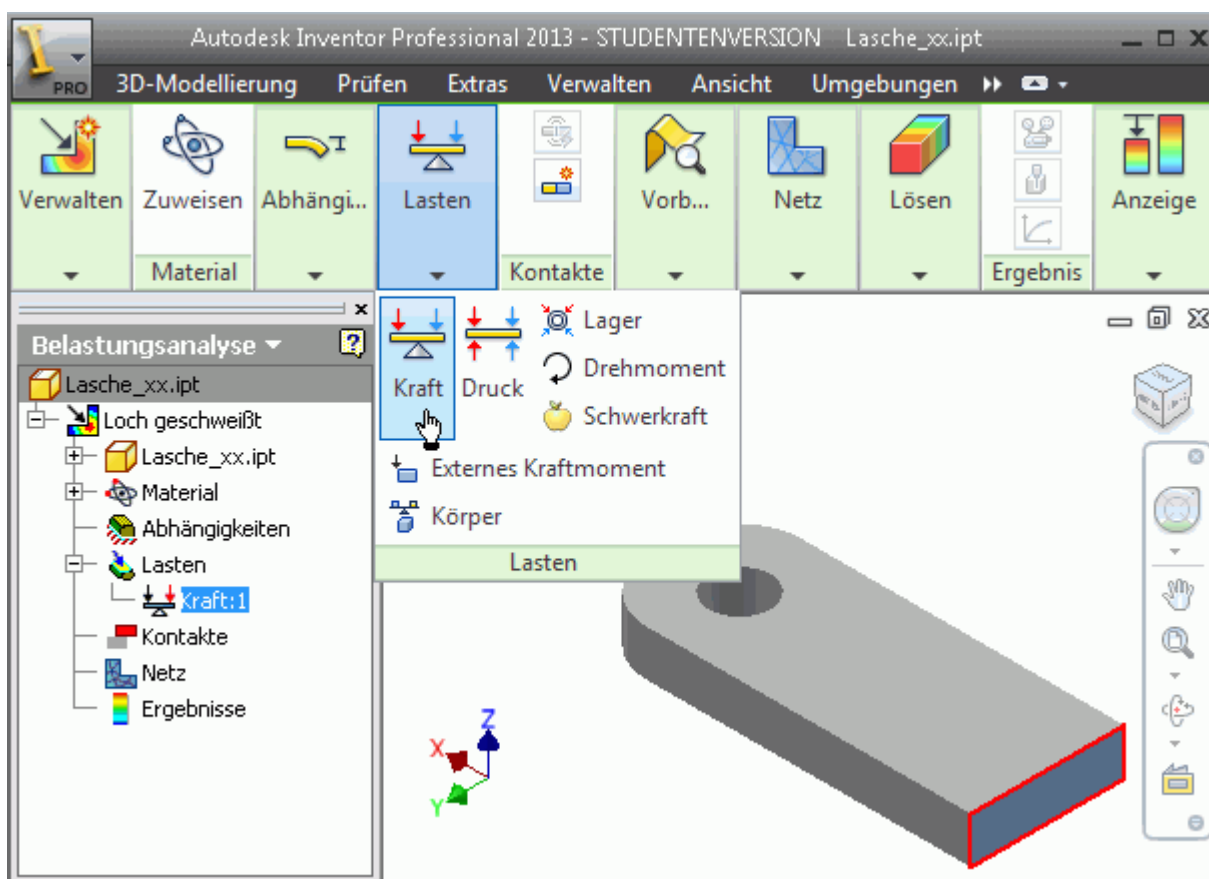 Autodesk Inventor Professional 2013 - STUDENTENVERSION Lasche_xx.ipt
PRO
3D-Modellierung Prüfen Extras Verwalten Ansicht Umgebungen
Verwalten Zuweisen Abhängi... Lasten Vorb... Netz Lösen Anzeige
Material Kontakte Ergebnis
Belastungsanalyse
Lasche_xx.ipt
Loch geschweißt
Lasche_xx.ipt
Material
Abhängigkeiten
Lasten
Kraft:1
Kontakte
Netz
Ergebnisse
Kraft Druck
Lager
Drehmoment
Schwerkraft
Externes Kraftmoment
Körper
Lasten
Z
X
Y